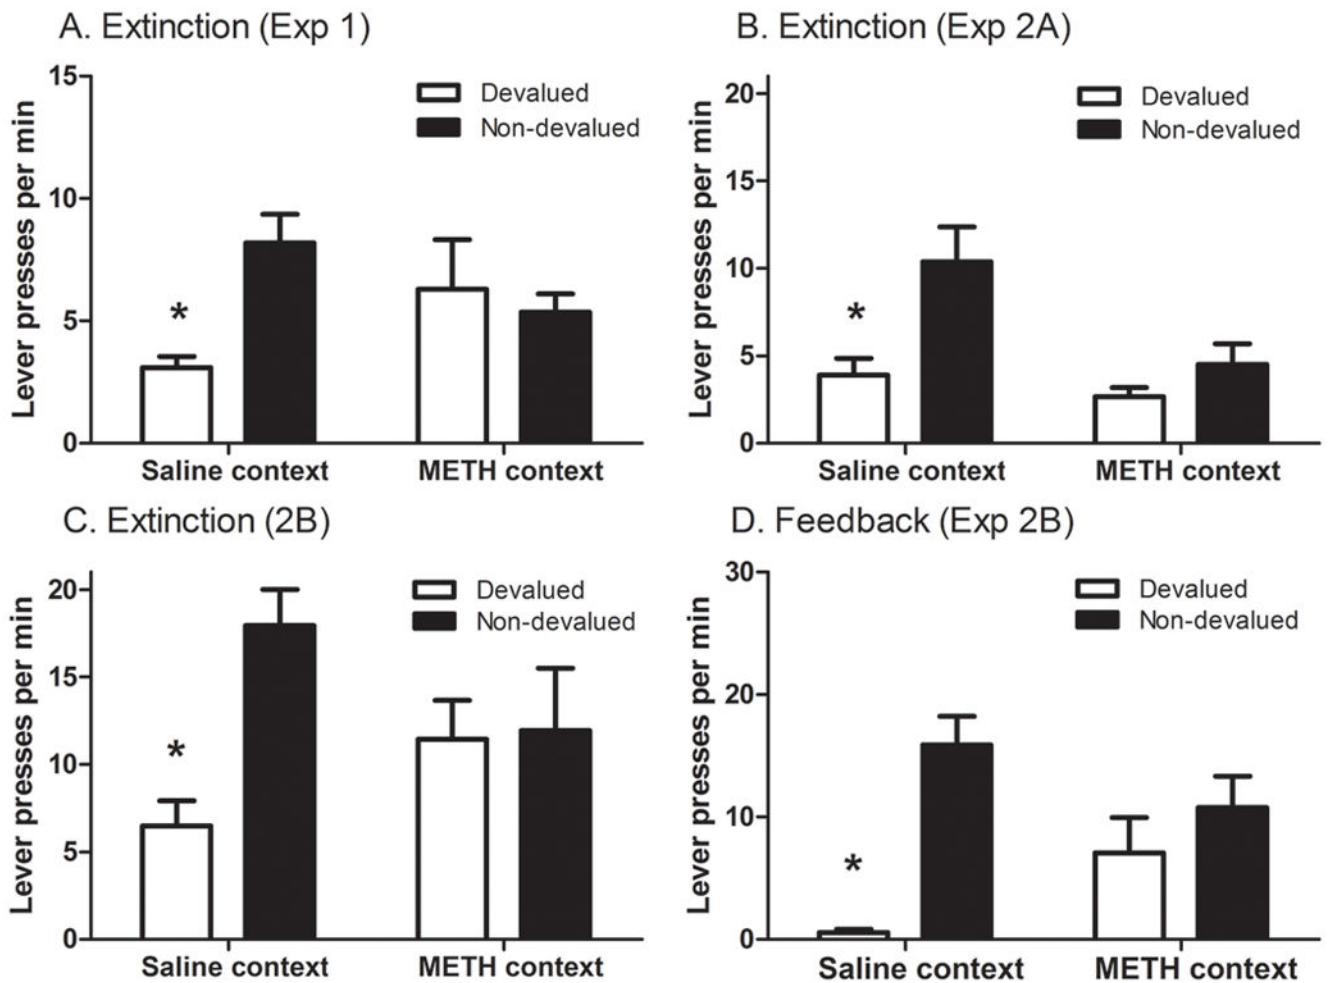 A. Extinction (Exp 1)
Lever presses per min
15
10
5
0
Devalued
Non-devalued
*
Saline context
METH context
B. Extinction (Exp 2A)
Lever presses per min
20
15
10
5
0
Devalued
Non-devalued
*
Saline context
METH context
C. Extinction (2B)
Lever presses per min
20
15
10
5
0
Devalued
Non-devalued
*
Saline context
METH context
D. Feedback (Exp 2B)
Lever presses per min
30
20
10
0
Devalued
Non-devalued
*
Saline context
METH context